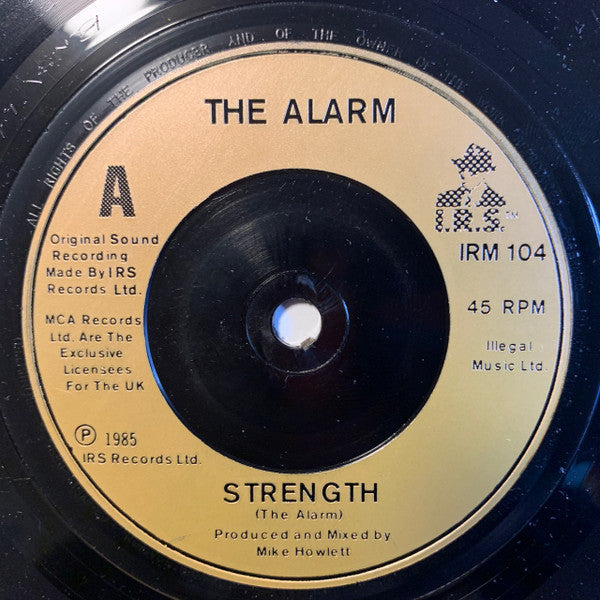 ALL RIGHTS OF THE PRODUCER AND OF THE OWNER OF THE
THE ALARM
A
I.R.S.™
Original Sound
Recording
Made By IRS
Records Ltd.
IRM 104
45 RPM
MCA Records
Ltd. Are The
Exclusive
Licensees
For The UK
Illegal
Music Ltd.
Ⓟ 1985
IRS Records Ltd.
STRENGTH
(The Alarm)
Produced and Mixed by
Mike Howlett